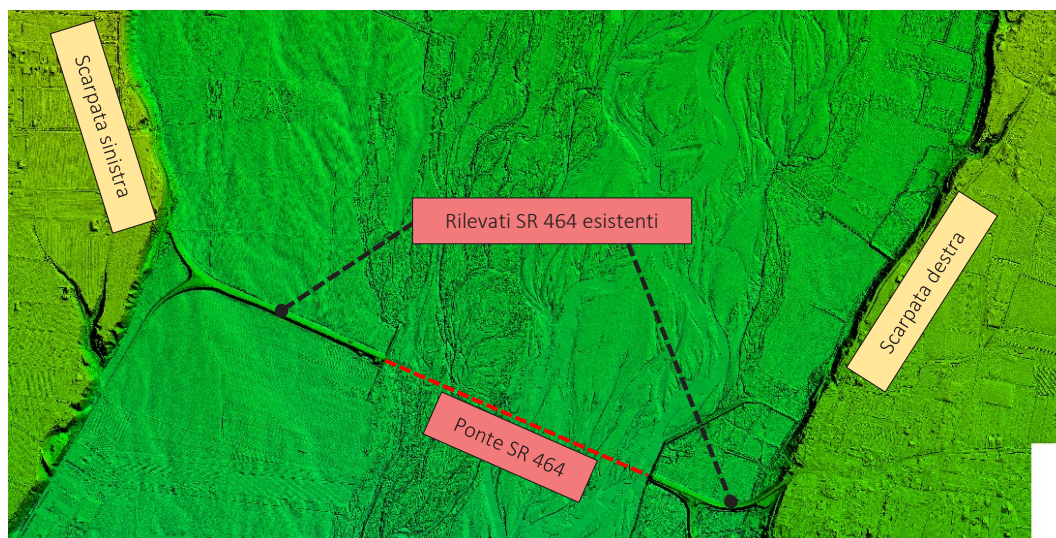 Scarpata sinistra
Rilevati SR 464 esistenti
Scarpata destra
Ponte SR 464